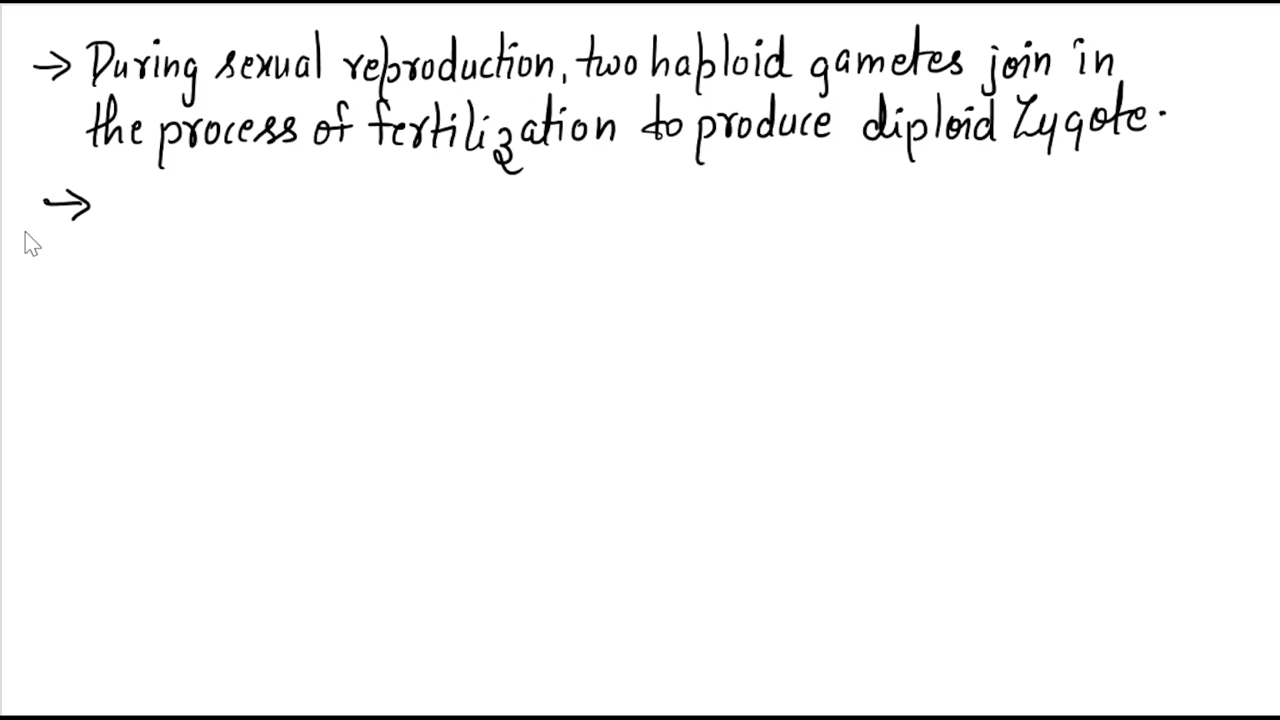 → During sexual reproduction, two haploid gametes join in
the process of fertilization to produce diploid Zygote.
→